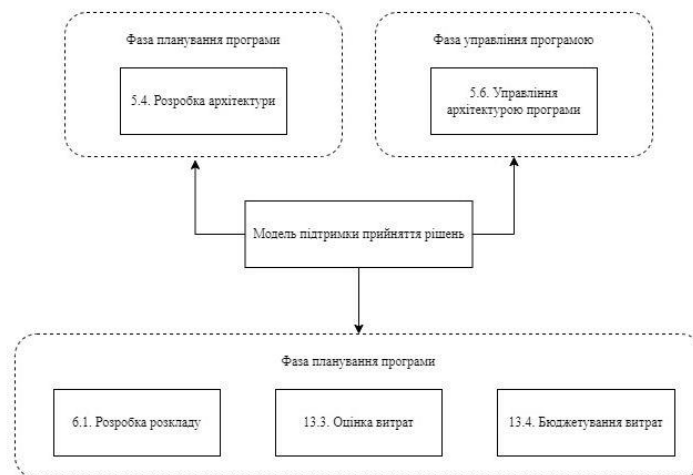 Фаза планування програми
Фаза управління програмою
5.4. Розробка архітектури
5.6. Управління
архітектурою програми
Модель підтримки прийняття рішень
Фаза планування програми
6.1. Розробка розкладу
13.3. Оцінка витрат
13.4. Бюджетування витрат